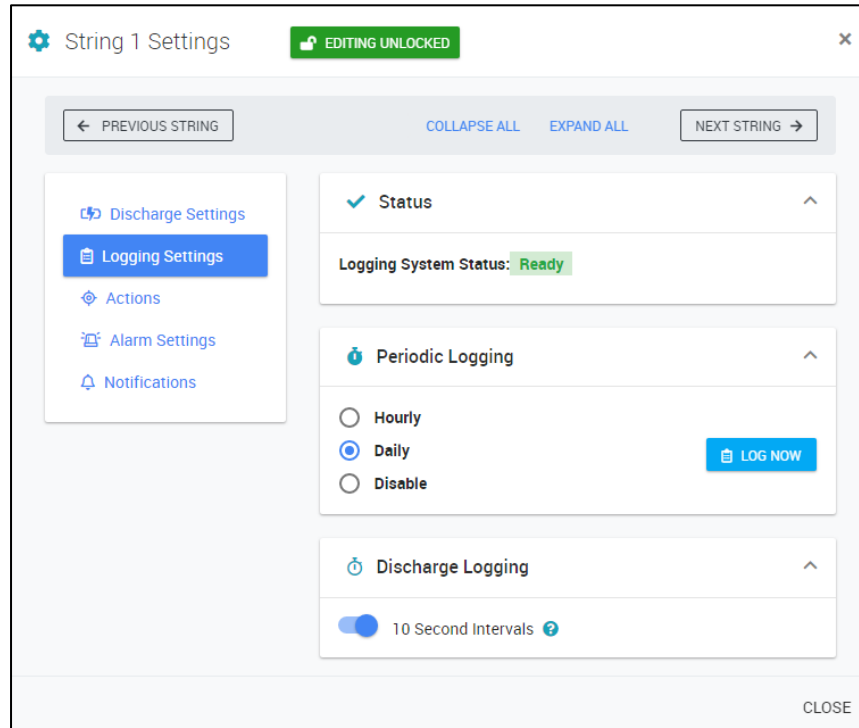 String 1 Settings
EDITING UNLOCKED
×
← PREVIOUS STRING
COLLAPSE ALL
EXPAND ALL
NEXT STRING →
Discharge Settings
Logging Settings
Actions
Alarm Settings
Notifications
Status
Logging System Status: Ready
Periodic Logging
Hourly
Daily
Disable
LOG NOW
Discharge Logging
10 Second Intervals ?
CLOSE